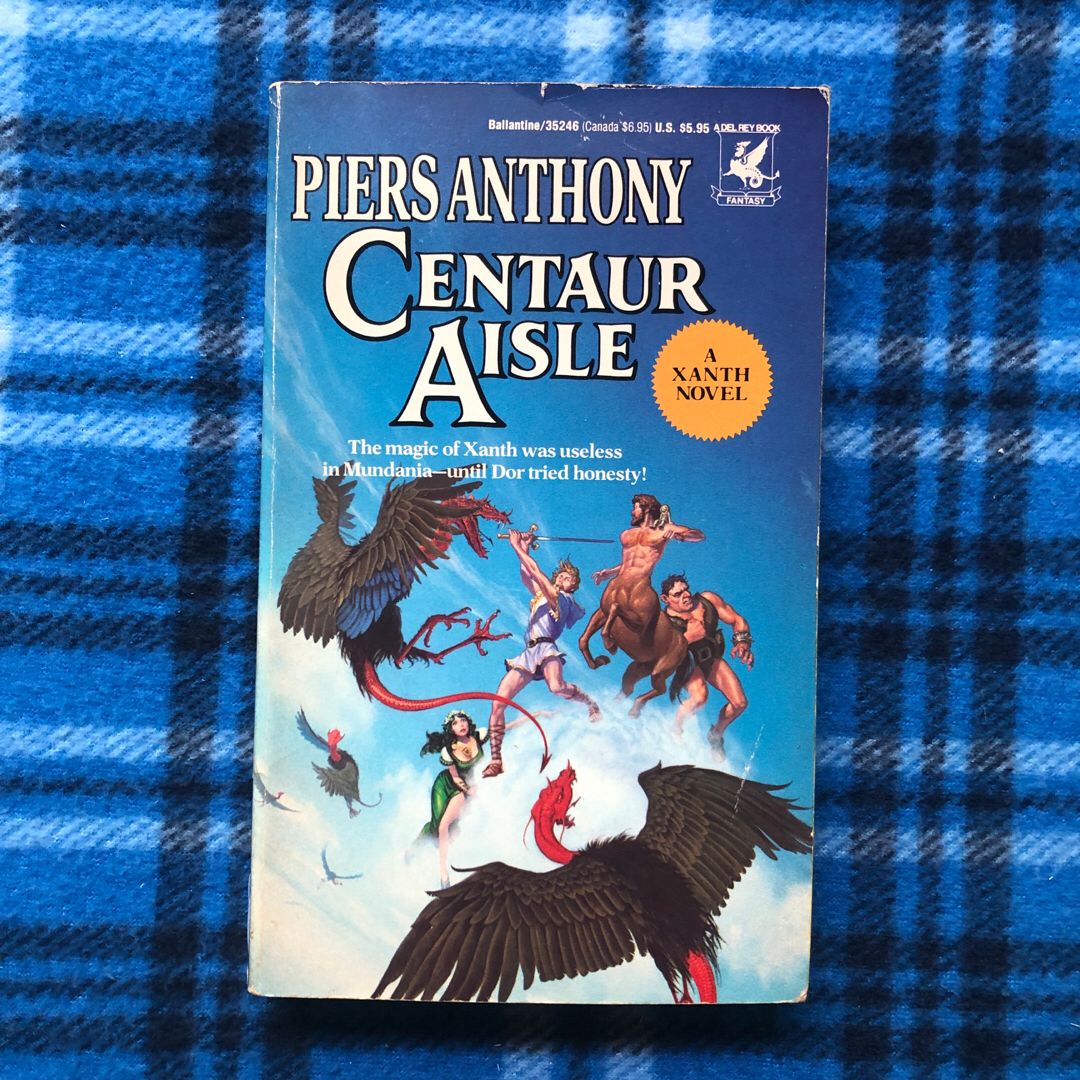 Ballantine/35246 (Canada $6.95) U.S. $5.95 A DEL REY BOOK
FANTASY
PIERS ANTHONY
CENTAUR
AISLE
A
XANTH
NOVEL
The magic of Xanth was useless
in Mundania—until Dor tried honesty!